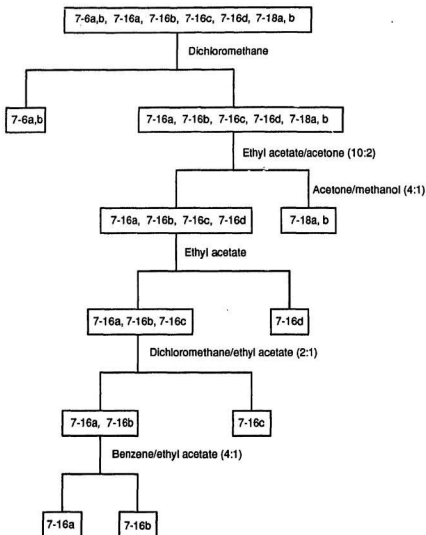 7-6a,b, 7-16a, 7-16b, 7-16c, 7-16d, 7-18a, b
Dichloromethane
7-6a,b
7-16a, 7-16b, 7-16c, 7-16d, 7-18a, b
Ethyl acetate/acetone (10:2)
Acetone/methanol (4:1)
7-16a, 7-16b, 7-16c, 7-16d
7-18a, b
Ethyl acetate
7-16a, 7-16b, 7-16c
7-16d
Dichloromethane/ethyl acetate (2:1)
7-16a, 7-16b
7-16c
Benzene/ethyl acetate (4:1)
7-16a
7-16b